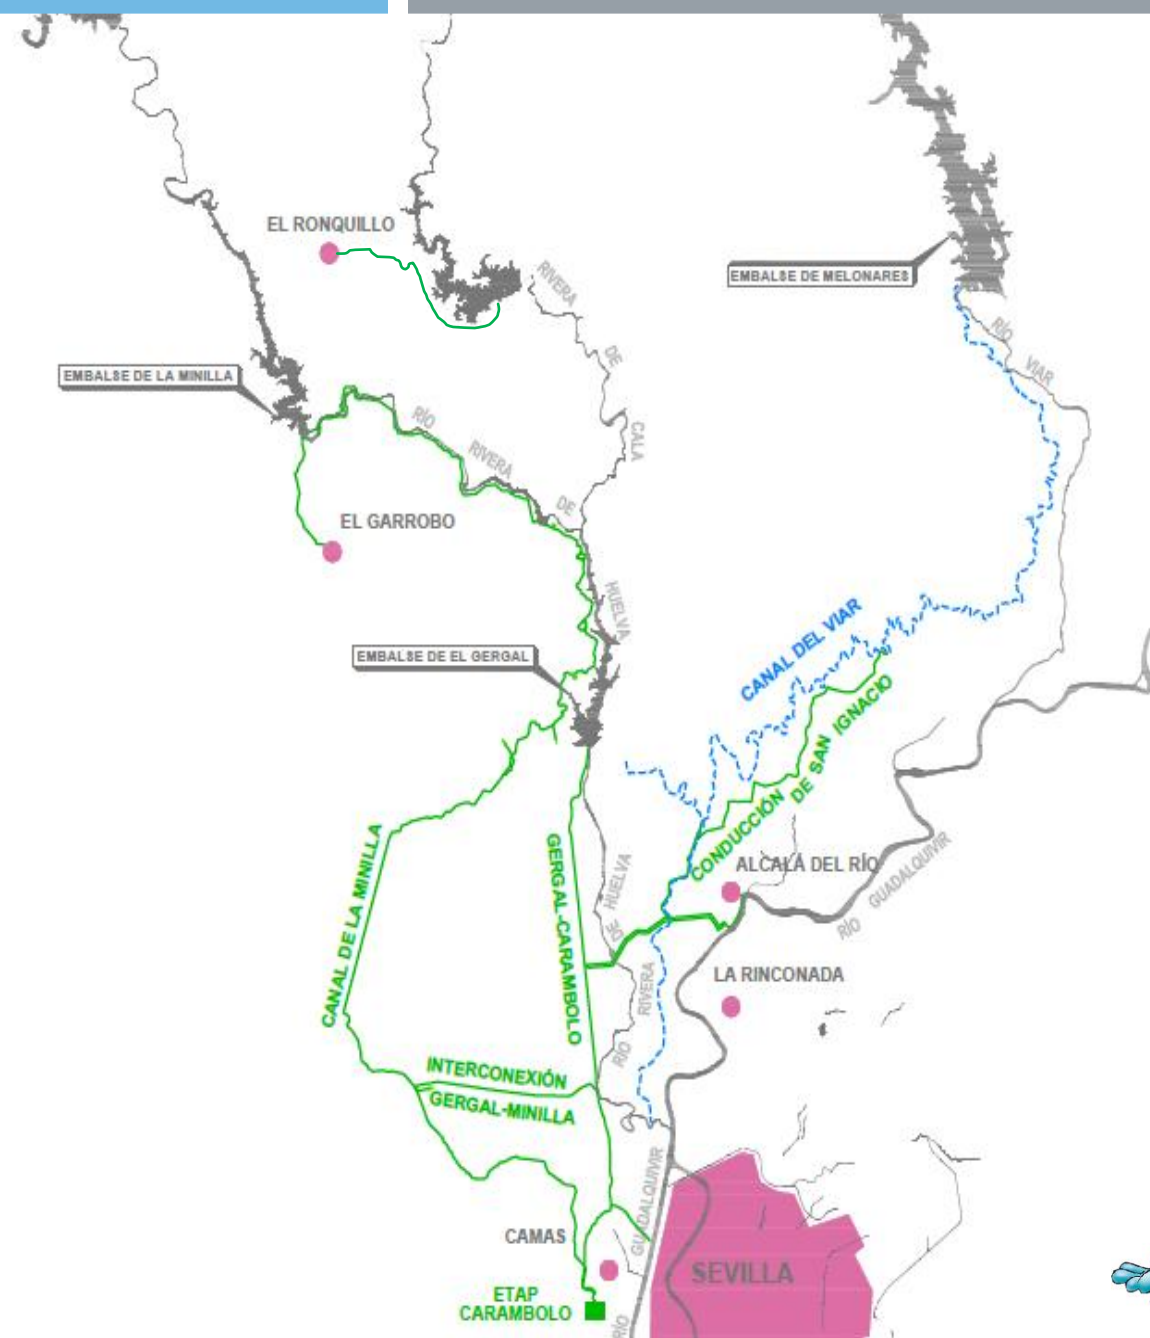 EL RONQUILLO
RIVERA
DE
CALA
EMBALSE DE MELONARES
RÍO
VIAR
EMBALSE DE LA MINILLA
RÍO
RIVERA
DE
HUELVA
EL GARROBO
EMBALSE DE EL GERGAL
CANAL DEL VIAR
CONDUCCIÓN
DE SAN IGNACIO
CANAL DE LA MINILLA
GERGAL-CARAMBOLO
DE HUELVA
RIVERA
RÍO
ALCALÁ DEL RÍO
RÍO GUADALQUIVIR
LA RINCONADA
INTERCONEXIÓN
GERGAL-MINILLA
GUADALQUIVIR
RÍO
CAMAS
SEVILLA
ETAP
CARAMBOLO